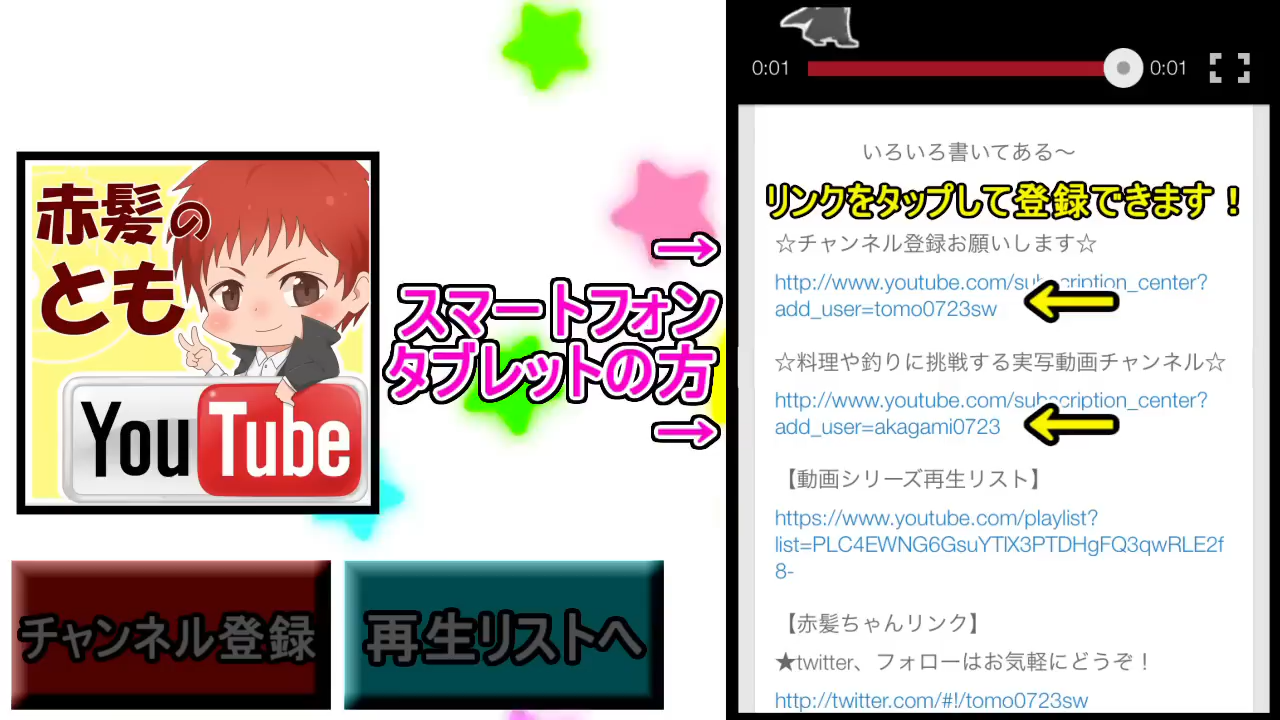 赤髪の
とも
YouTube
→
スマートフォン
タブレットの方
→
チャンネル登録
再生リストへ
0:01
0:01
いろいろ書いてある〜
リンクをタップして登録できます！
☆チャンネル登録お願いします☆
http://www.youtube.com/subscription_center?
add_user=tomo0723sw
☆料理や釣りに挑戦する実写動画チャンネル☆
http://www.youtube.com/subscription_center?
add_user=akagami0723
【動画シリーズ再生リスト】
https://www.youtube.com/playlist?
list=PLC4EWNG6GsuYTlX3PTDHgFQ3qwRLE2f
8-
【赤髪ちゃんリンク】
★twitter、フォローはお気軽にどうぞ！
http://twitter.com/#!/tomo0723sw